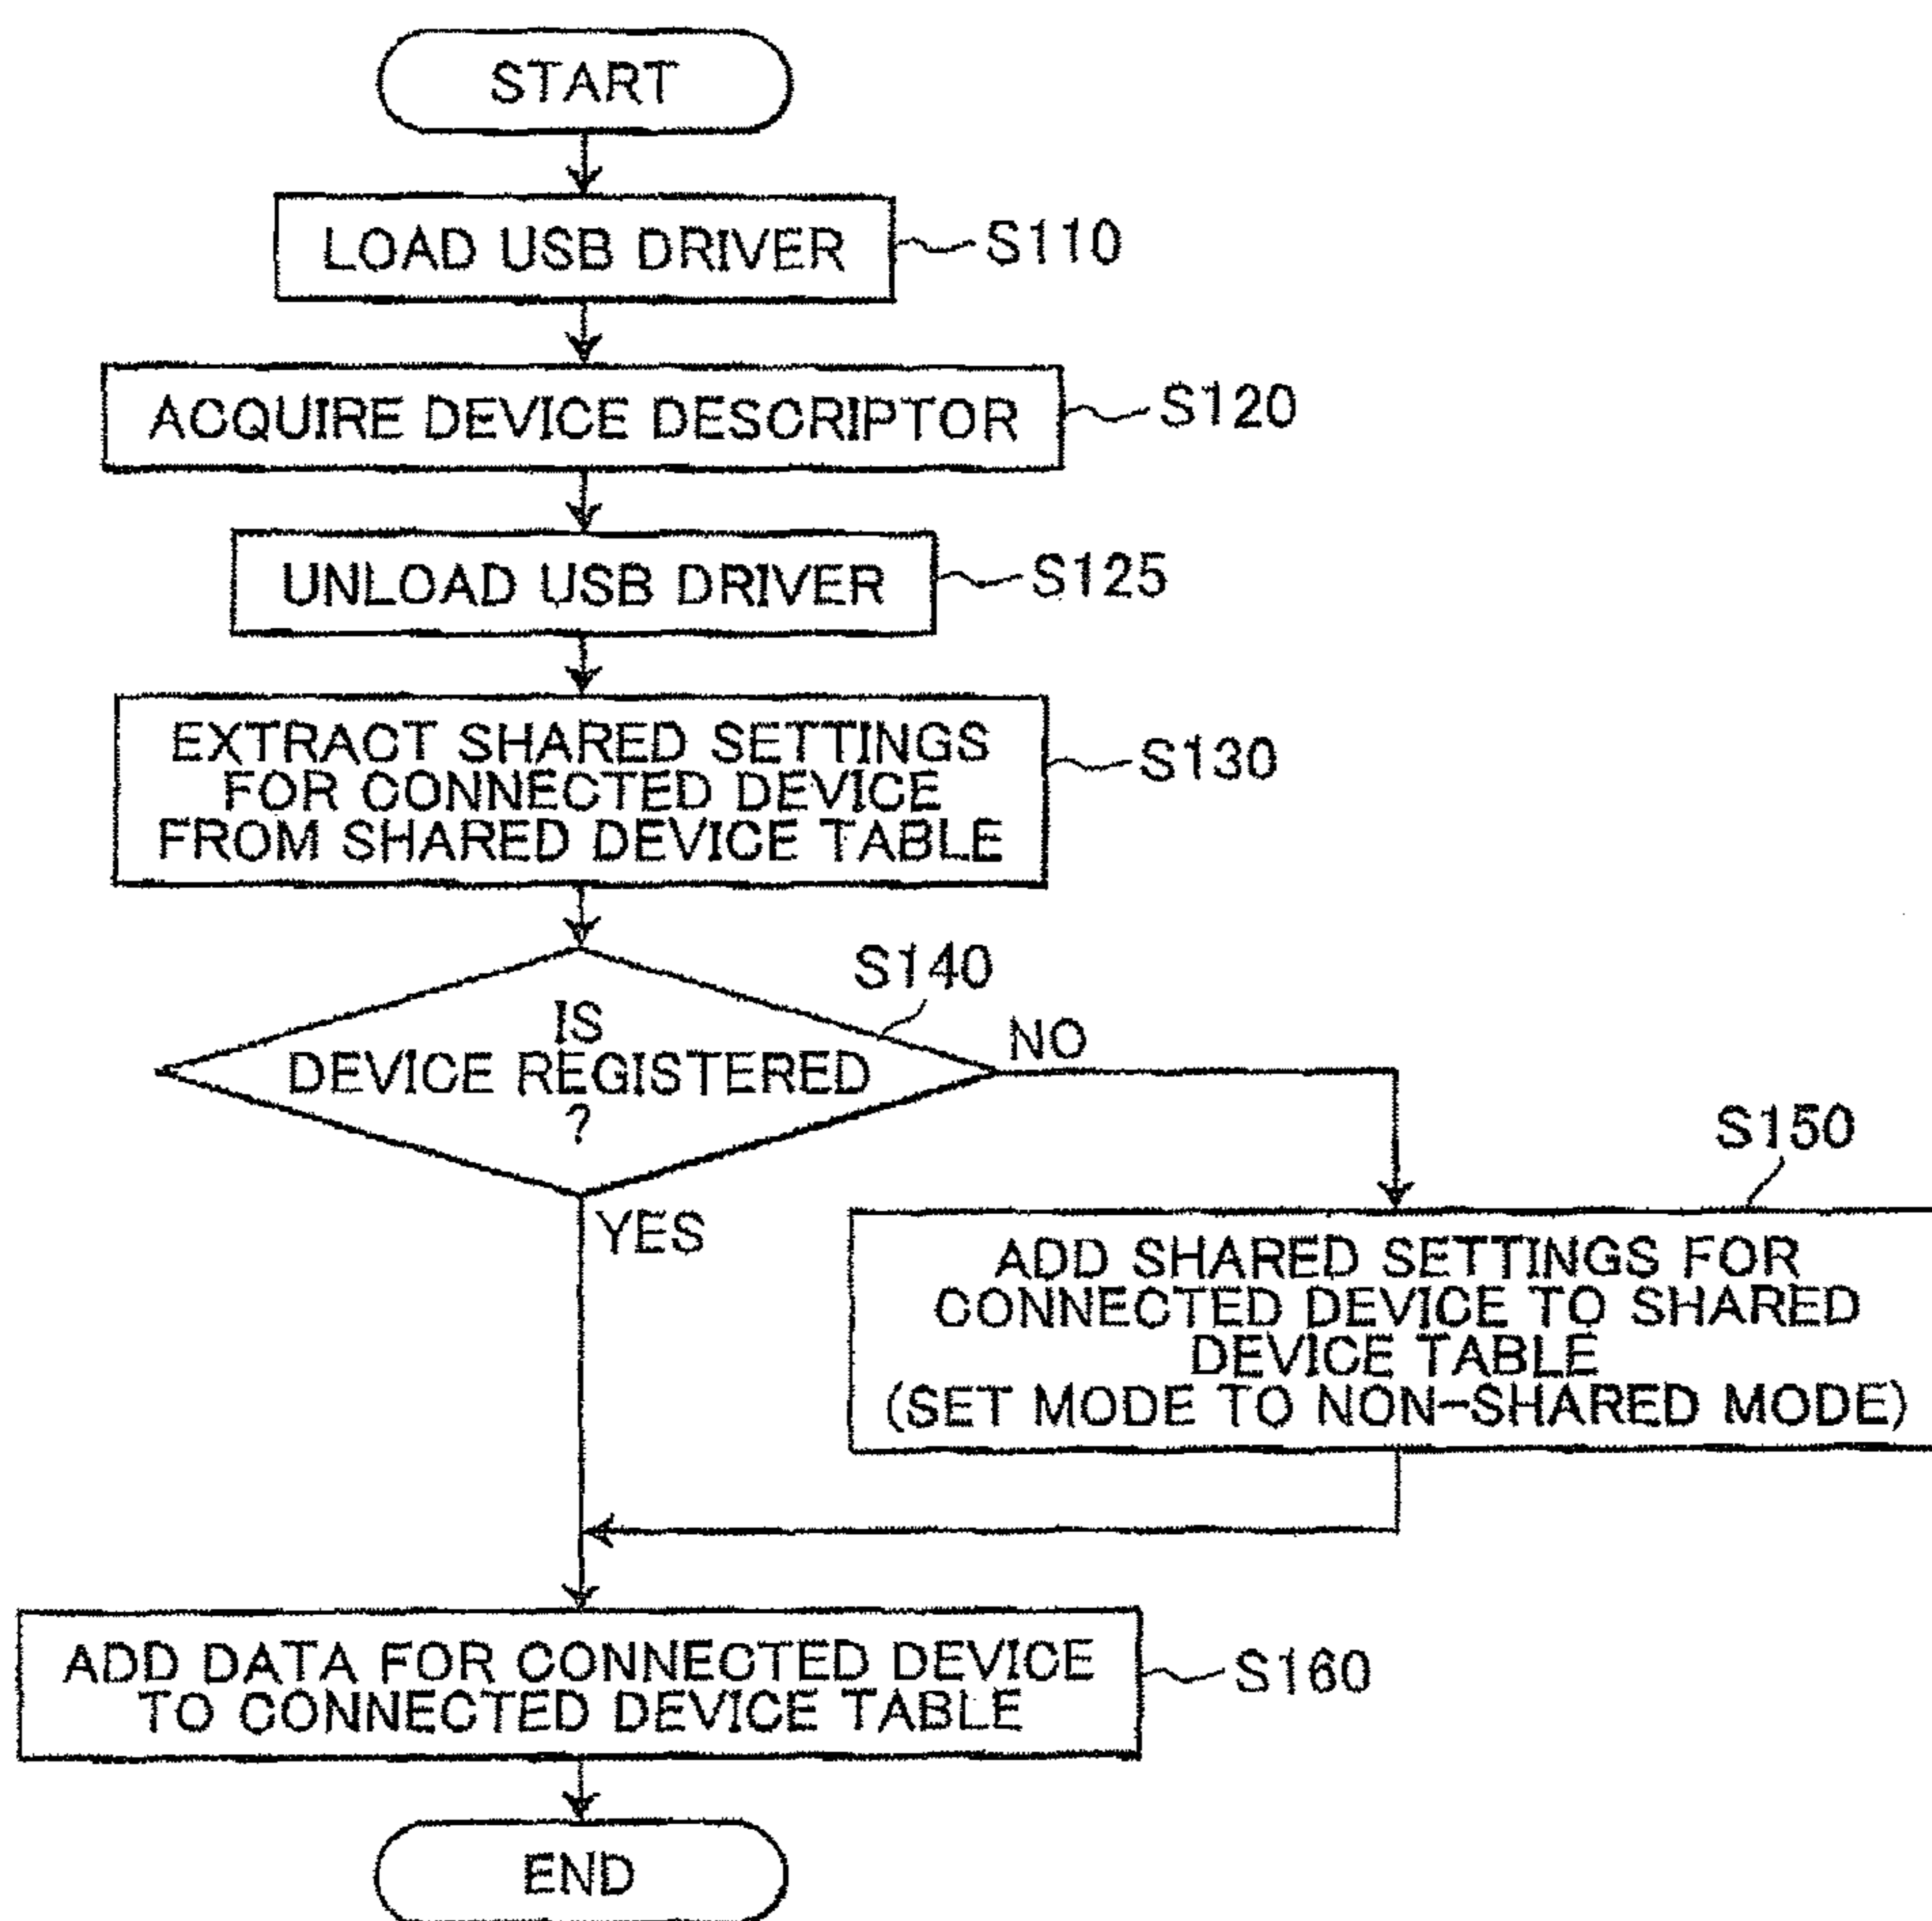 START
LOAD USB DRIVER
S110
ACQUIRE DEVICE DESCRIPTOR
S120
UNLOAD USB DRIVER
S125
EXTRACT SHARED SETTINGS
FOR CONNECTED DEVICE
FROM SHARED DEVICE TABLE
S130
S140
IS
DEVICE REGISTERED
?
NO
YES
S150
ADD SHARED SETTINGS FOR
CONNECTED DEVICE TO SHARED
DEVICE TABLE
(SET MODE TO NON-SHARED MODE)
ADD DATA FOR CONNECTED DEVICE
TO CONNECTED DEVICE TABLE
S160
END